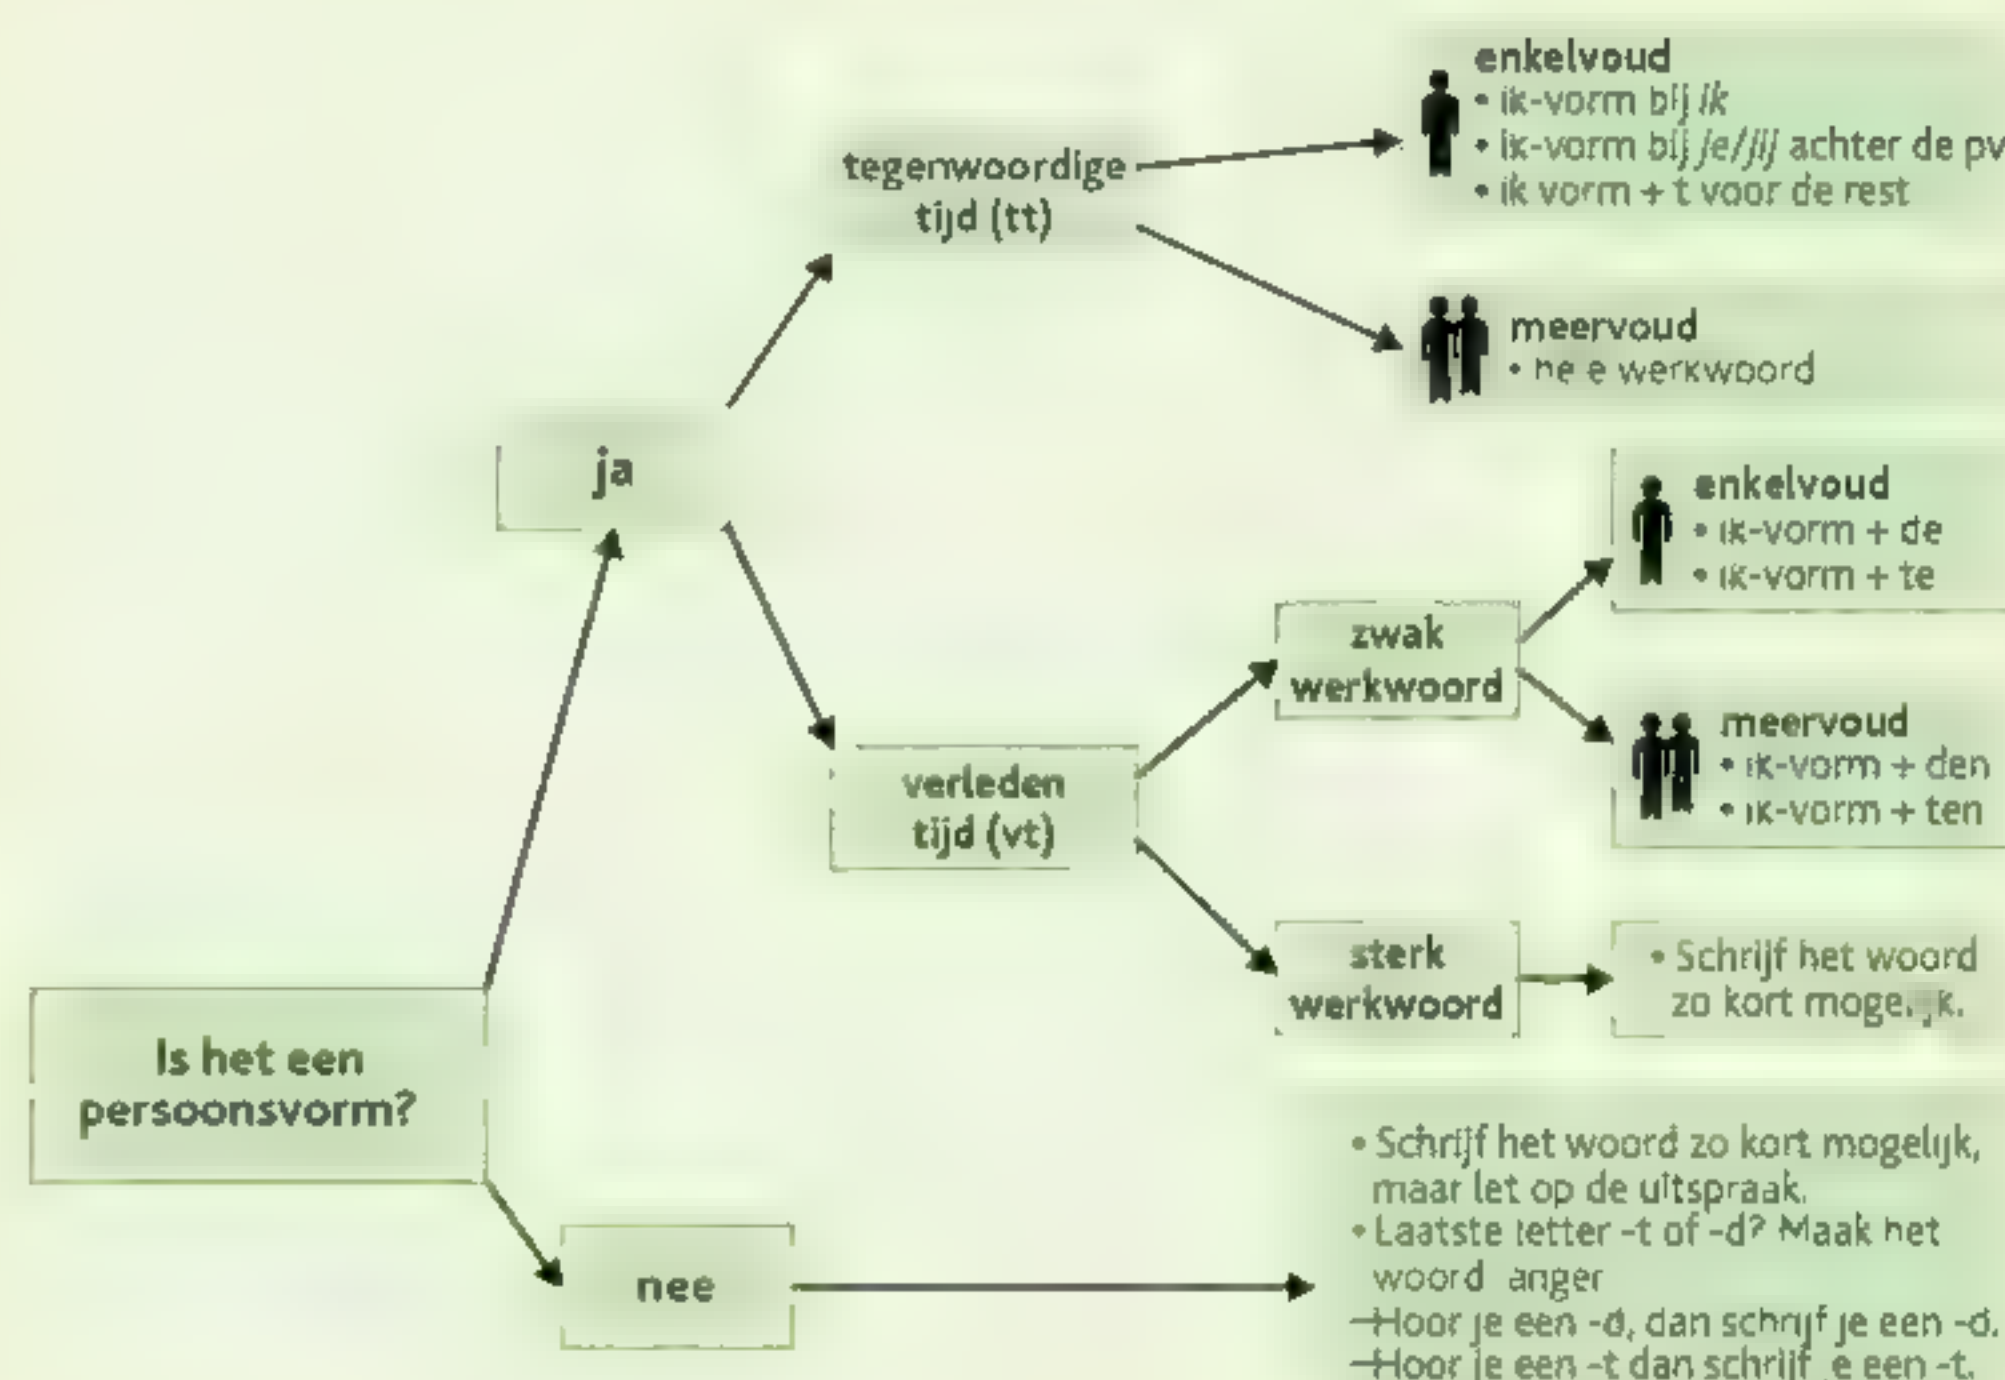 enkelvoud
• ik-vorm bij ik
• ik-vorm bij je/jij achter de pv
• ik vorm + t voor de rest
tegenwoordige
tijd (tt)
meervoud
• hele werkwoord
ja
enkelvoud
• ik-vorm + de
• ik-vorm + te
zwak
werkwoord
meervoud
• ik-vorm + den
• ik-vorm + ten
verleden
tijd (vt)
sterk
werkwoord
• Schrijf het woord
zo kort mogelijk.
Is het een
persoonsvorm?
nee
• Schrijf het woord zo kort mogelijk,
maar let op de uitspraak.
• Laatste letter -t of -d? Maak het
woord langer
→Hoor je een -d, dan schrijf je een -d.
→Hoor je een -t dan schrijf je een -t.